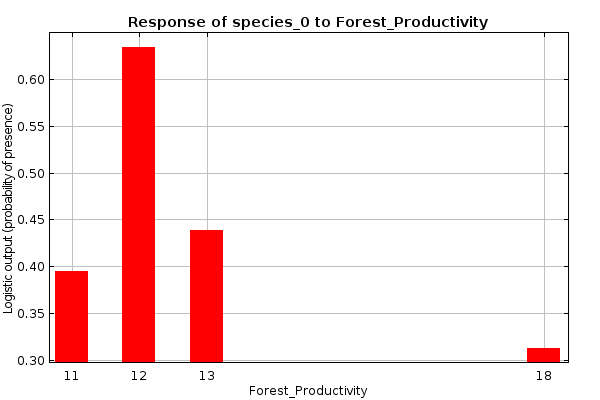 Response of species_0 to Forest_Productivity
Logistic output (probability of presence)
0.60
0.55
0.50
0.45
0.40
0.35
0.30
11 12 13 18
Forest_Productivity